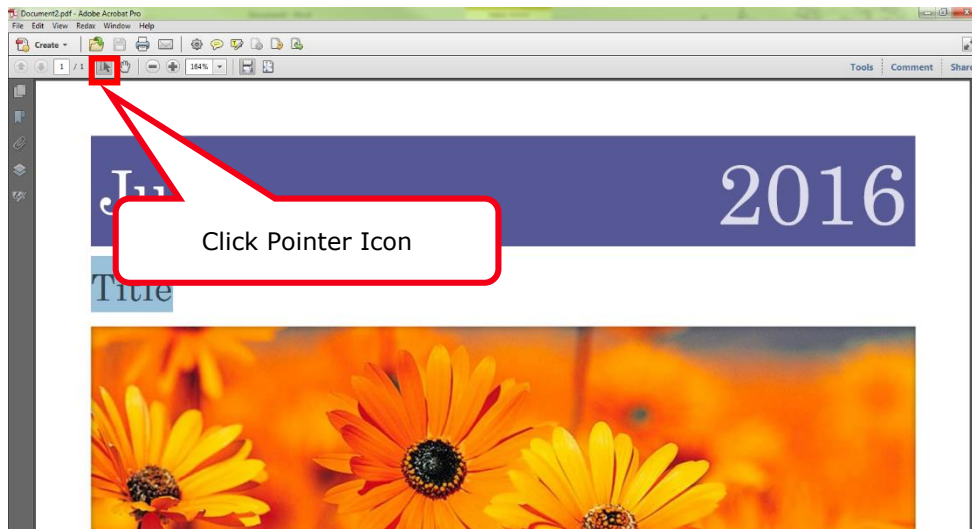 Document2.pdf - Adobe Acrobat Pro
File Edit View Redax Window Help
Create
1 / 1 164% Tools Comment Share
2016
Click Pointer Icon
Title